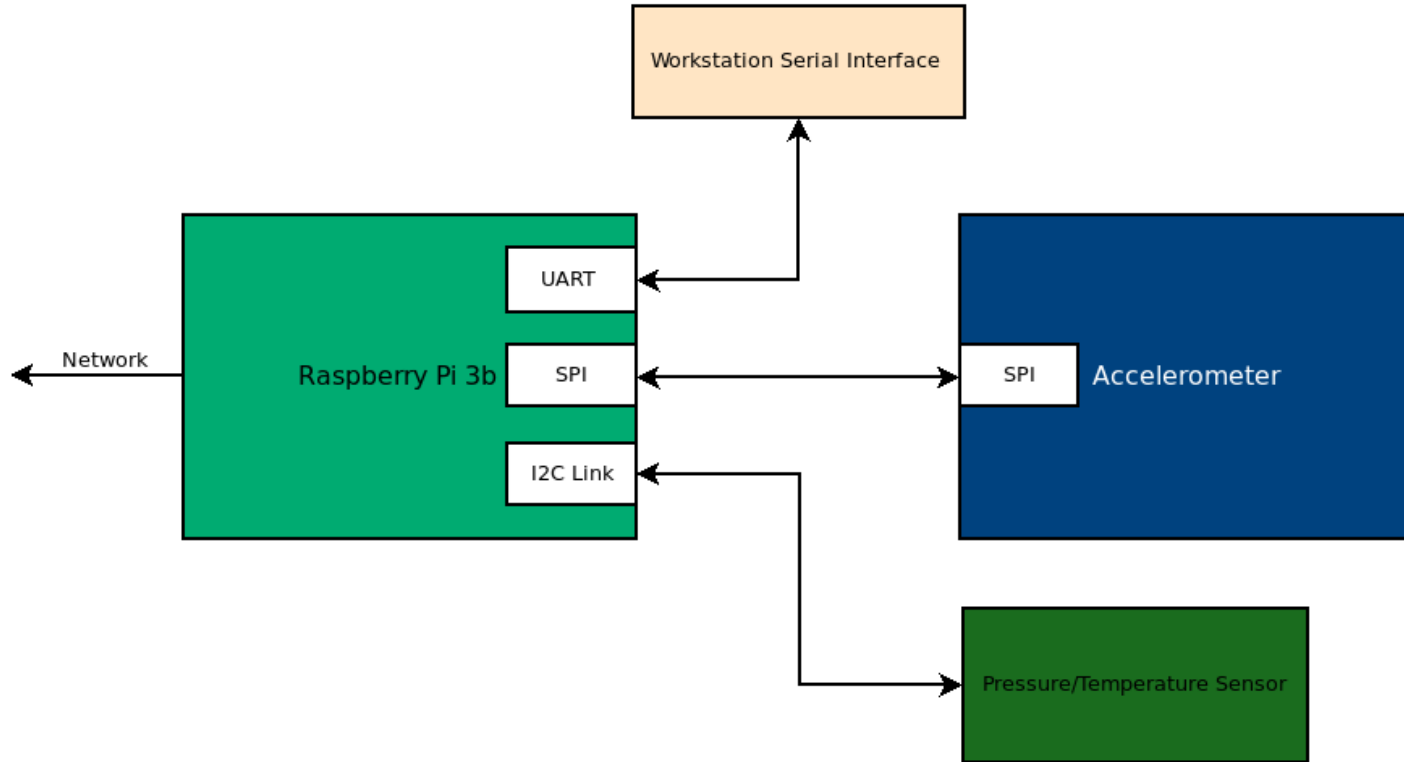 Workstation Serial Interface
UART
Network
Raspberry Pi 3b
SPI
SPI
Accelerometer
I2C Link
Pressure/Temperature Sensor